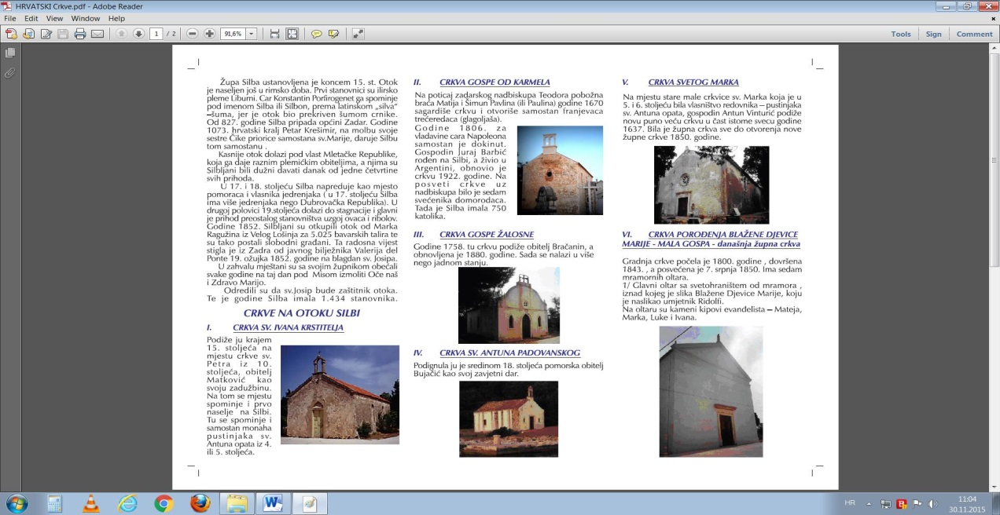 HRVATSKI Crkve.pdf - Adobe Reader
File Edit View Window Help
1 / 2
91,6%
Tools Sign Comment
Župa Silba ustanovljena je koncem 15. st. Otok
je naseljen još u rimsko doba. Prvi stanovnici su ilirsko
pleme Liburni. Car Konstantin Porfirogenet ga spominje
pod imenom Silba ili Silbon, prema latinskom „silva“
–šuma, jer je otok bio prekriven šumom crnike.
Od 827. godine Silba pripada općini Zadar. Godine
1073. hrvatski kralj Petar Krešimir, na molbu svoje
sestre Čike priorice samostana sv.Marije, daruje Silbu
tom samostanu .
Kasnije otok dolazi pod vlast Mletačke Republike,
koja ga daje raznim plemićkim obiteljima, a njima su
Silbljani bili dužni davati danak od jedne četvrtine
svih prihoda.
U 17. i 18. stoljeću Silba napreduje kao mjesto
pomoraca i vlasnika jedrenjaka ( u 17. stoljeću Silba
ima više jedrenjaka nego Dubrovačka Republika). U
drugoj polovici 19.stoljeća dolazi do stagnacije i glavni
je prihod preostalog stanovništva uzgoj ovaca i ribolov.
Godine 1852. Silbljani su otkupili otok od Marka
Ragužina iz Velog Lošinja za 5.025 bavarskih talira te
su tako postali slobodni građani. Ta radosna vijest
stigla je iz Zadra od javnog bilježnika Valerija del
Ponte 19. ožujka 1852. godine na blagdan sv. Josipa.
U zahvalu mještani su sa svojim župnikom obećali
svake godine na taj dan pod Misom izmoliti Oče naš
i Zdravo Marijo.
Odredili su da sv.Josip bude zaštitnik otoka.
Te je godine Silba imala 1.434 stanovnika.
CRKVE NA OTOKU SILBI
I. CRKVA SV. IVANA KRSTITELJA
Podiže ju krajem
15. stoljeća na
mjestu crkve sv.
Petra iz 10.
stoljeća, obitelj
Matković kao
svoju zadužbinu.
Na tom se mjestu
spominje i prvo
naselje na Silbi.
Tu se spominje i
samostan monaha
pustinjaka sv.
Antuna opata iz 4.
ili 5. stoljeća.
II. CRKVA GOSPE OD KARMELA
Na poticaj zadarskog nadbiskupa Teodora pobožna
braća Matija i Šimun Pavlina (ili Paulina) godine 1670
sagardiše crkvu i otvoriše samostan franjevaca
trećeredaca (glagoljaša).
Godine 1806. za
vladavine cara Napoleona
samostan je dokinut.
Gospodin Juraj Barbić
rođen na Silbi, a živio u
Argentini, obnovio je
crkvu 1922. godine. Na
posveti crkve uz
nadbiskupa bilo je sedam
svećenika domorodaca.
Tada je Silba imala 750
katolika.
III. CRKVA GOSPE ŽALOSNE
Godine 1758. tu crkvu podiže obitelj Bračanin, a
obnovljena je 1880. godine. Sada se nalazi u više
nego jadnom stanju.
IV. CRKVA SV. ANTUNA PADOVANSKOG
Podignula ju je sredinom 18. stoljeća pomorska obitelj
Bujačić kao svoj zavjetni dar.
V. CRKVA SVETOG MARKA
Na mjestu stare male crkvice sv. Marka koja je u
5. i 6. stoljeću bila vlasništvo redovnika – pustinjaka
sv. Antuna opata, gospodin Antun Vinturić podiže
novu puno veću crkvu u čast istome svecu godine
1637. Bila je župna crkva sve do otvorenja nove
župne crkve 1850. godine.
VI. CRKVA POROĐENJA BLAŽENE DJEVICE
MARIJE - MALA GOSPA - današnja župna crkva
Gradnja crkve počela je 1800. godine , dovršena
1843. , a posvećena je 7. srpnja 1850. Ima sedam
mramornih oltara.
1/ Glavni oltar sa svetohraništem od mramora ,
iznad kojeg je slika Blažene Djevice Marije, koju
je naslikao umjetnik Ridolfi.
Na oltaru su kameni kipovi evanđelista – Mateja,
Marka, Luke i Ivana.
HR
11:04
30.11.2015